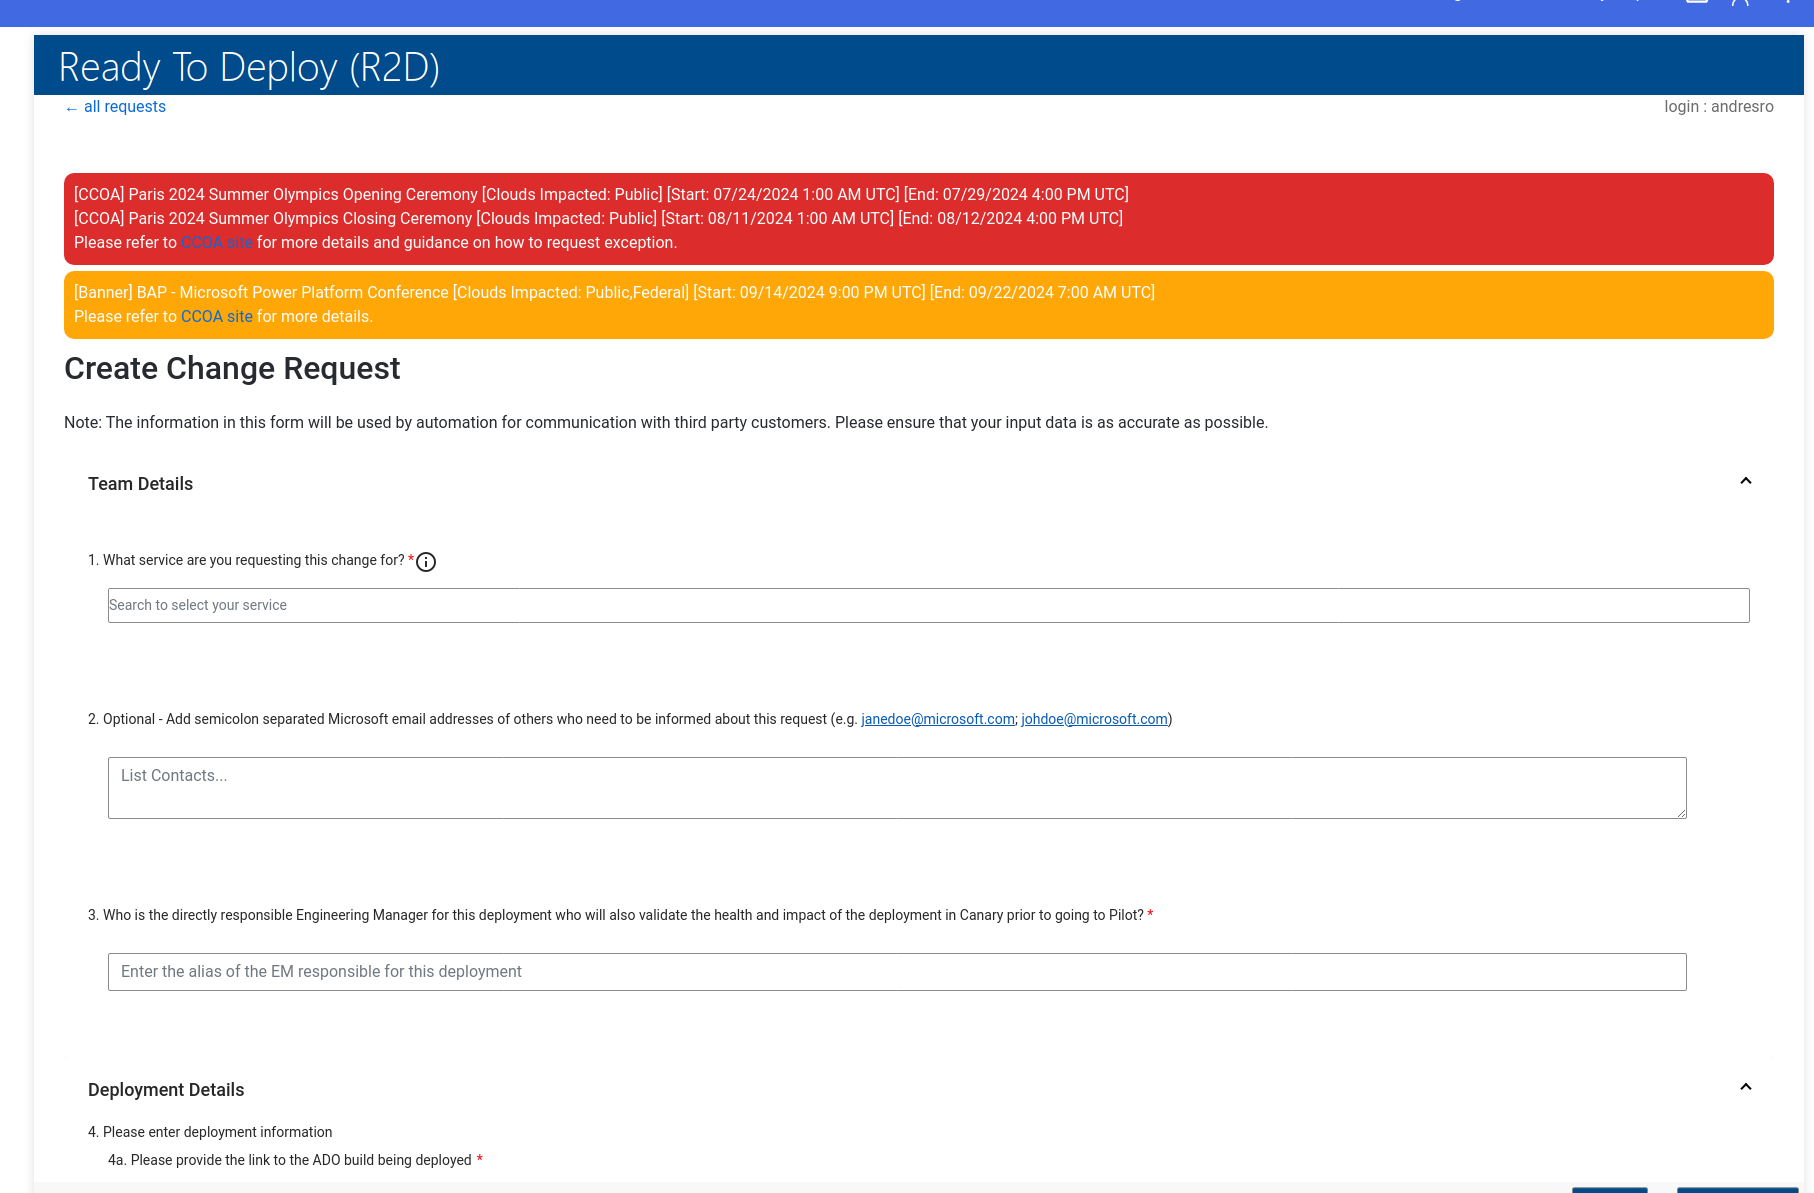 Ready To Deploy (R2D)
← all requests
login : andresro
[CCOA] Paris 2024 Summer Olympics Opening Ceremony [Clouds Impacted: Public] [Start: 07/24/2024 1:00 AM UTC] [End: 07/29/2024 4:00 PM UTC]
[CCOA] Paris 2024 Summer Olympics Closing Ceremony [Clouds Impacted: Public] [Start: 08/11/2024 1:00 AM UTC] [End: 08/12/2024 4:00 PM UTC]
Please refer to CCOA site for more details and guidance on how to request exception.
[Banner] BAP - Microsoft Power Platform Conference [Clouds Impacted: Public,Federal] [Start: 09/14/2024 9:00 PM UTC] [End: 09/22/2024 7:00 AM UTC]
Please refer to CCOA site for more details.
Create Change Request
Note: The information in this form will be used by automation for communication with third party customers. Please ensure that your input data is as accurate as possible.
Team Details
1. What service are you requesting this change for? *
Search to select your service
2. Optional - Add semicolon separated Microsoft email addresses of others who need to be informed about this request (e.g. janedoe@microsoft.com; johdoe@microsoft.com)
List Contacts...
3. Who is the directly responsible Engineering Manager for this deployment who will also validate the health and impact of the deployment in Canary prior to going to Pilot? *
Enter the alias of the EM responsible for this deployment
Deployment Details
4. Please enter deployment information
4a. Please provide the link to the ADO build being deployed *